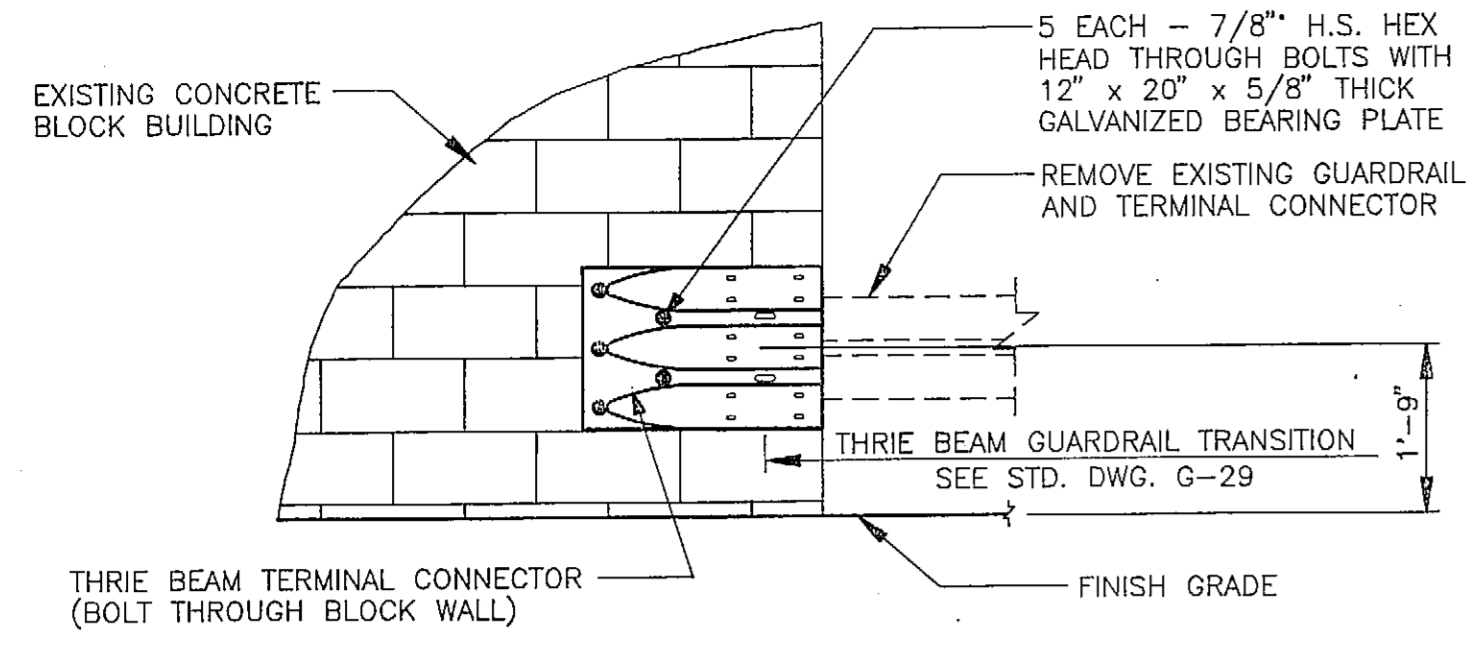 5 EACH - 7/8" H.S. HEX
HEAD THROUGH BOLTS WITH
12" x 20" x 5/8" THICK
GALVANIZED BEARING PLATE
EXISTING CONCRETE
BLOCK BUILDING
REMOVE EXISTING GUARDRAIL
AND TERMINAL CONNECTOR
1'-9"
THRIE BEAM GUARDRAIL TRANSITION
SEE STD. DWG. G-29
THRIE BEAM TERMINAL CONNECTOR
(BOLT THROUGH BLOCK WALL)
FINISH GRADE